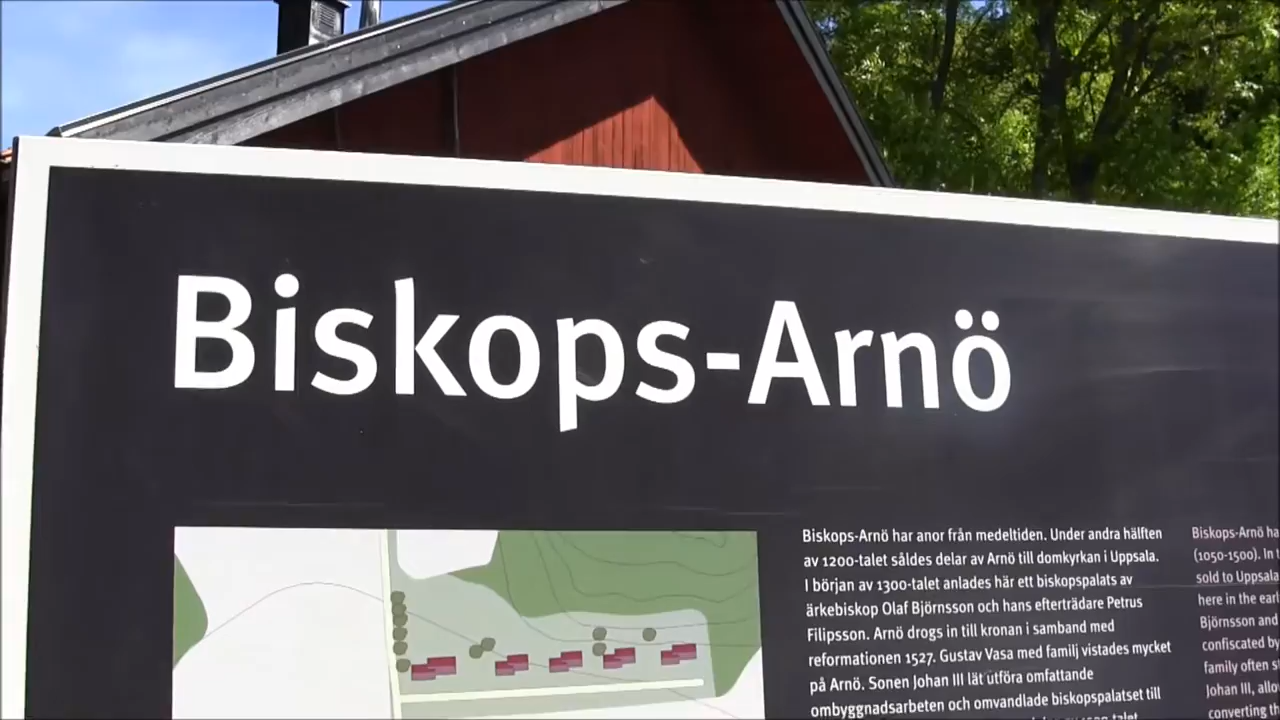 Biskops-Arnö
Biskops-Arnö har anor från medeltiden. Under andra hälften
av 1200-talet såldes delar av Arnö till domkyrkan i Uppsala.
I början av 1300-talet anlades här ett biskopspalats av
ärkebiskop Olaf Björnsson och hans efterträdare Petrus
Filipsson. Arnö drogs in till kronan i samband med
reformationen 1527. Gustav Vasa med familj vistades mycket
på Arnö. Sonen Johan III lät utföra omfattande
ombyggnadsarbeten och omvandlade biskopspalatset till
Biskops-Arnö ha
(1050-1500). In
sold to Uppsala
here in the earl
Björnsson and
confiscated by
family often s
Johan III, allo
converting th